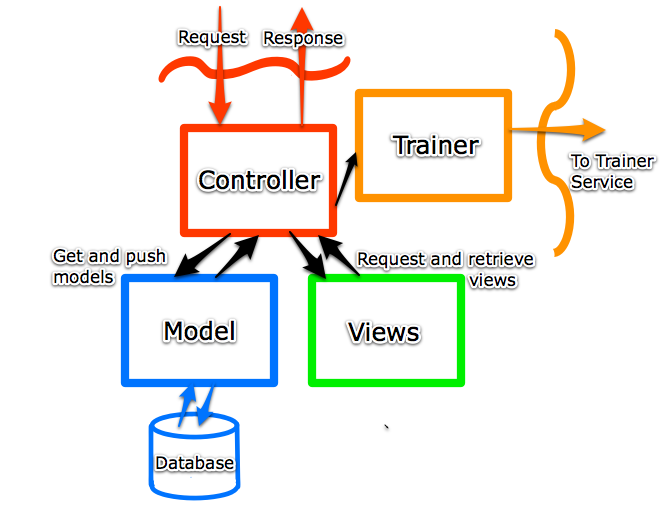 Request
Response
Trainer
To Trainer
Service
Controller
Get and push
models
Request and retrieve
views
Model
Views
Database